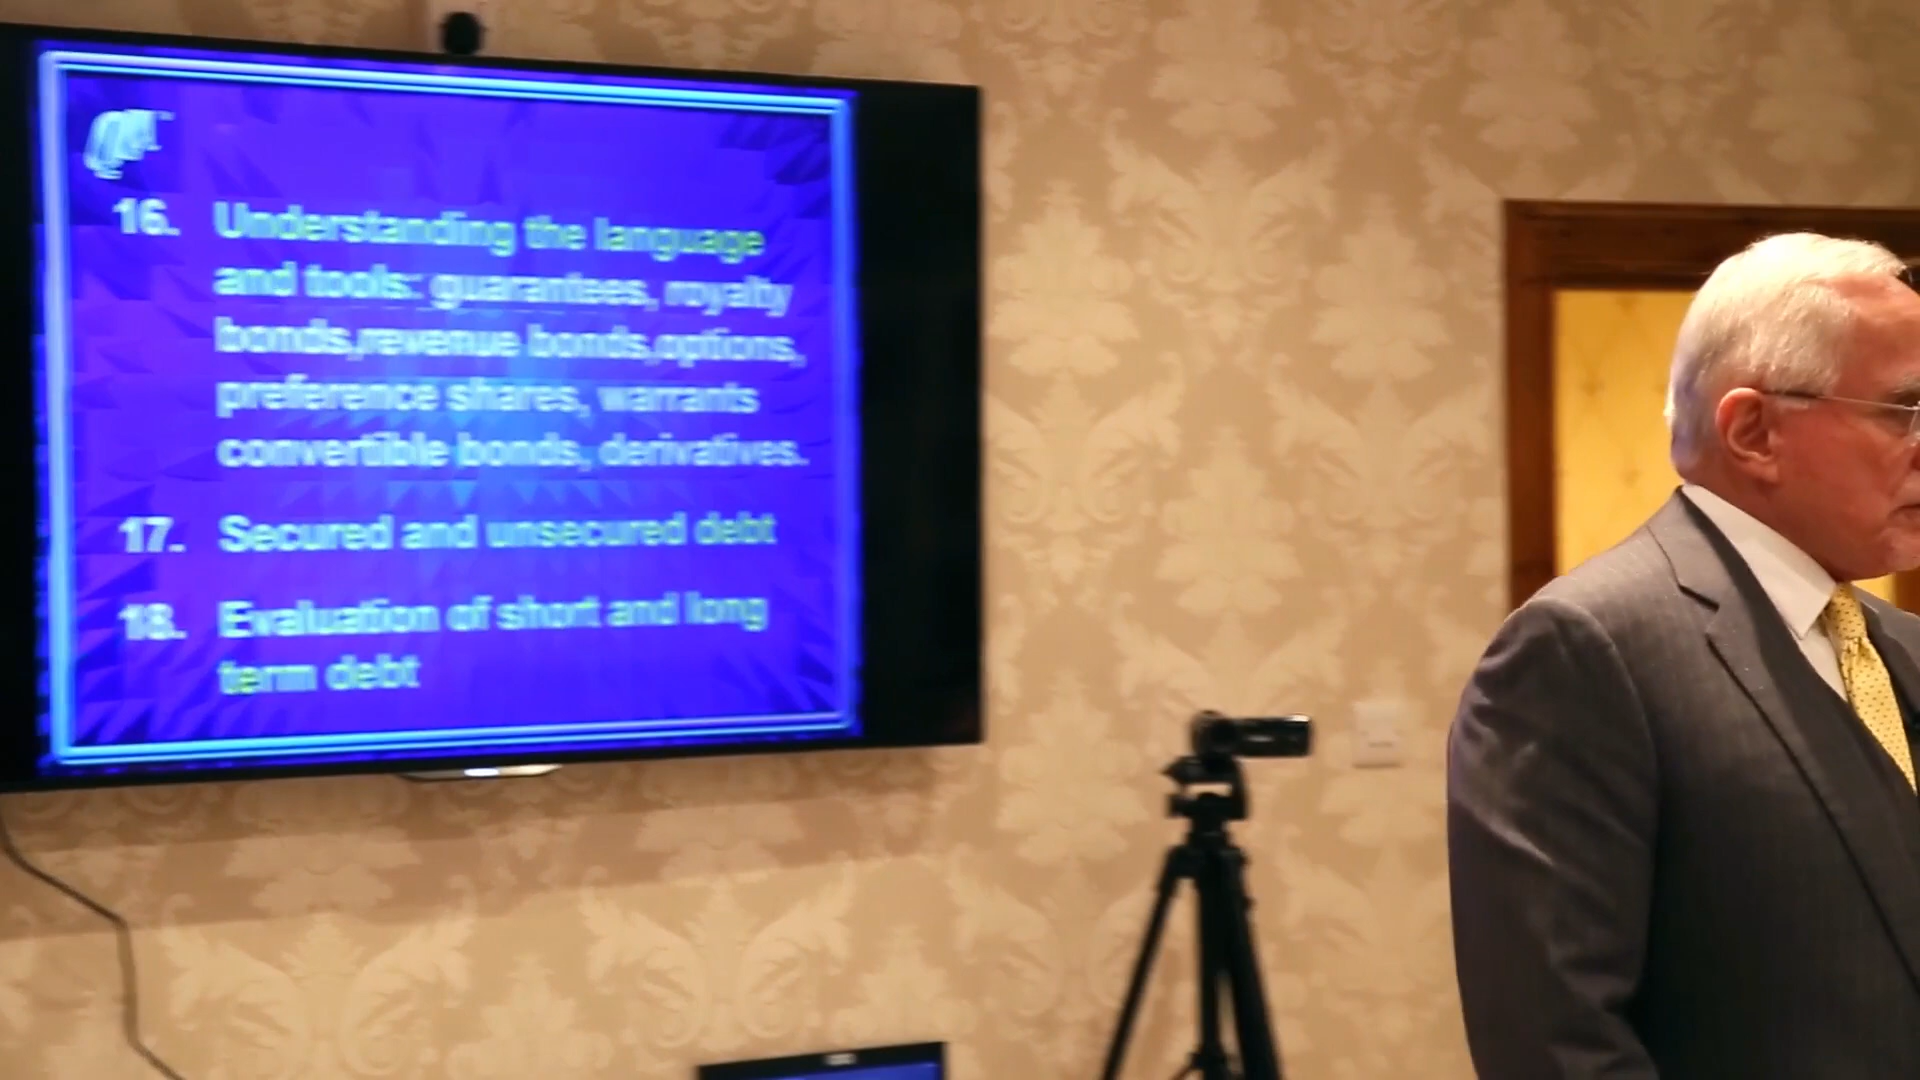 16. Understanding the language
and tools: guarantees, royalty
bonds,revenue bonds,options,
preference shares, warrants
convertible bonds, derivatives.
17. Secured and unsecured debt
18. Evaluation of short and long
term debt